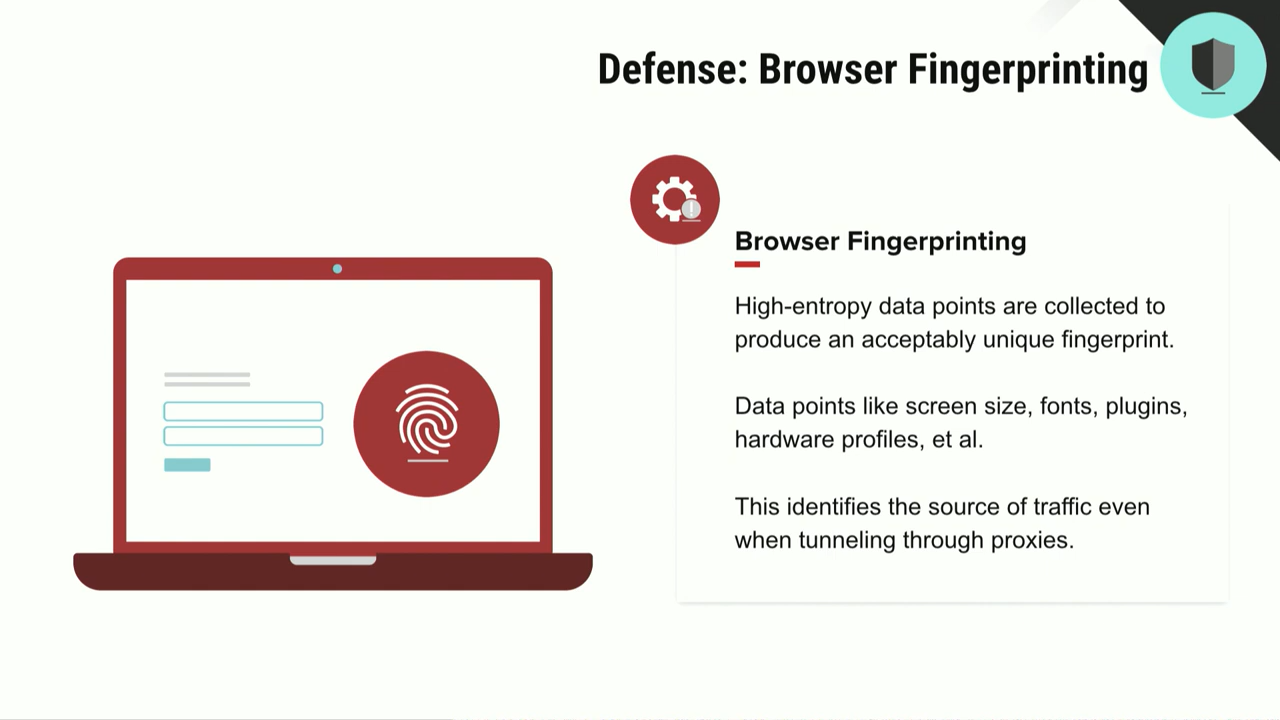 Defense: Browser Fingerprinting
Browser Fingerprinting
High-entropy data points are collected to
produce an acceptably unique fingerprint.
Data points like screen size, fonts, plugins,
hardware profiles, et al.
This identifies the source of traffic even
when tunneling through proxies.